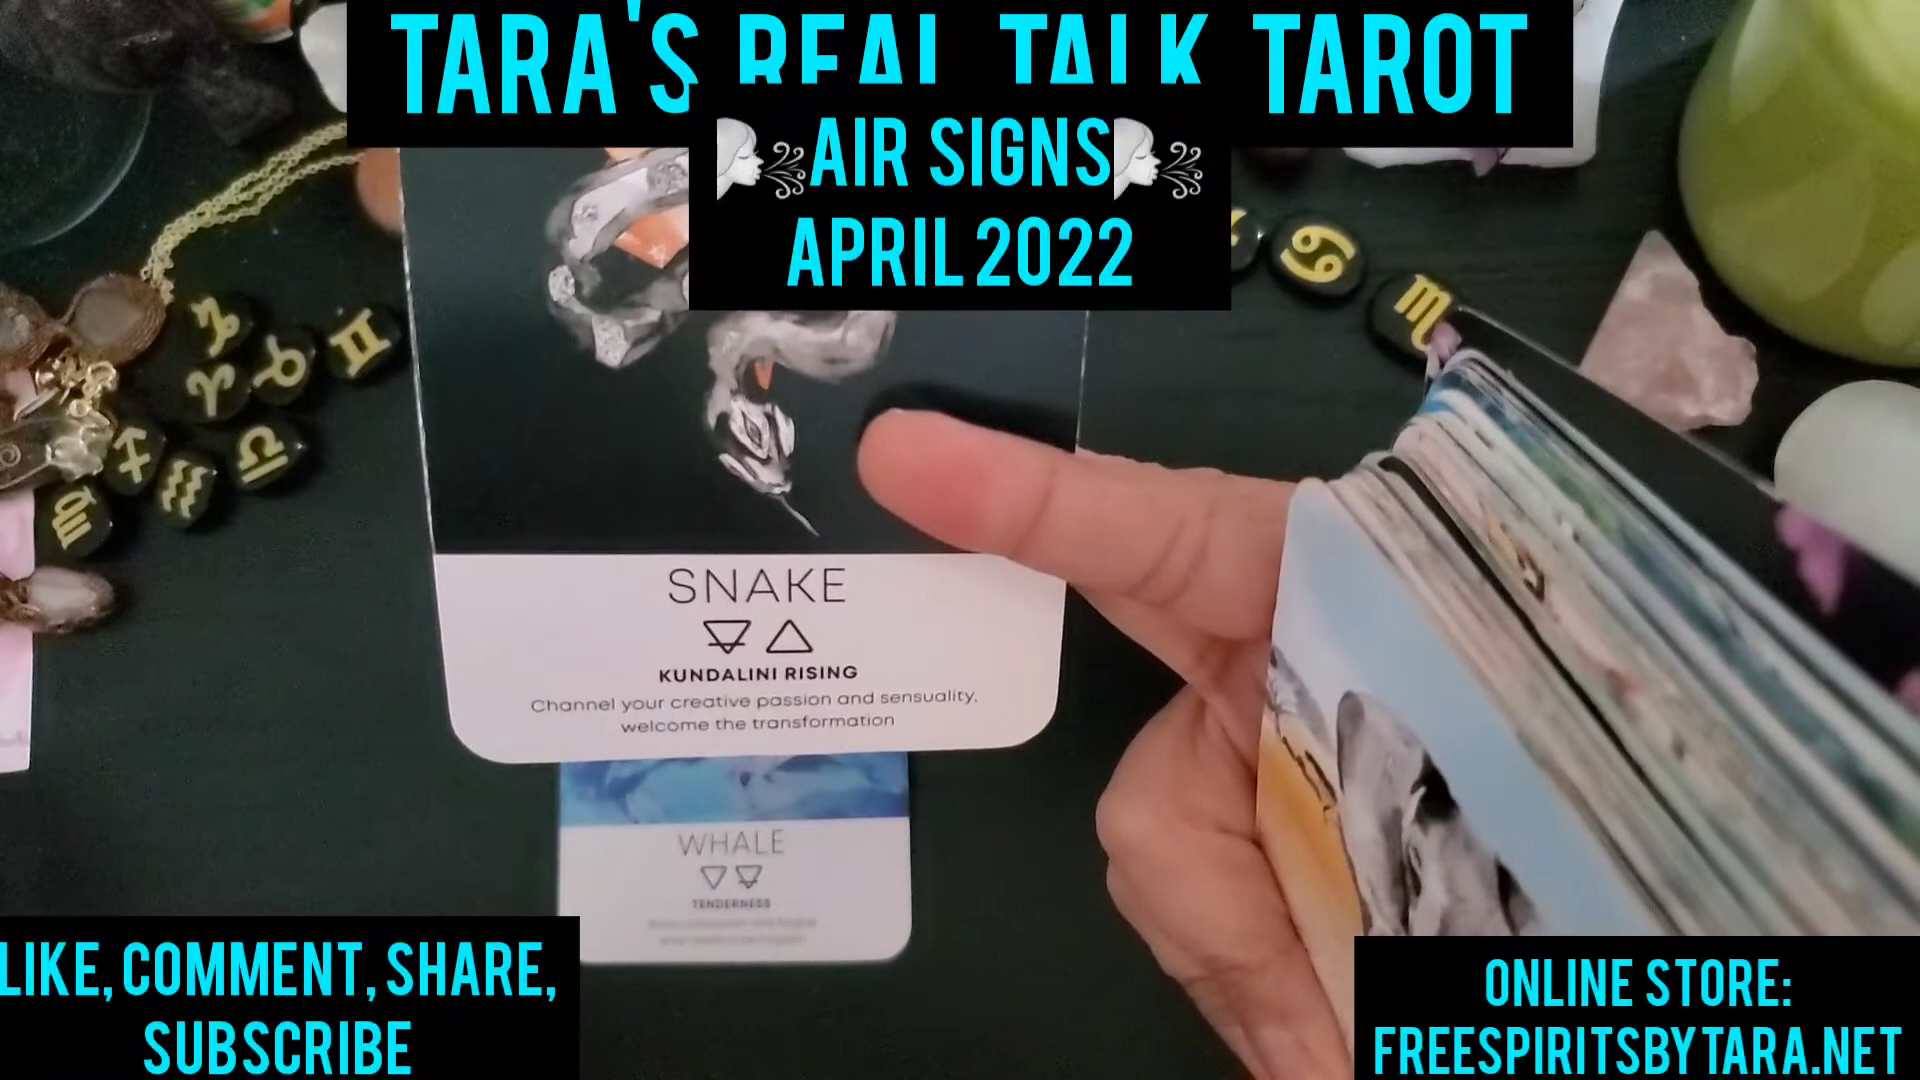 TARA'S REAL TALK TAROT
AIR SIGNS
APRIL 2022
SNAKE
KUNDALINI RISING
Channel your creative passion and sensuality,
welcome the transformation
WHALE
TENDERNESS
LIKE, COMMENT, SHARE,
SUBSCRIBE
ONLINE STORE:
FREESPIRITSBYTARA.NET